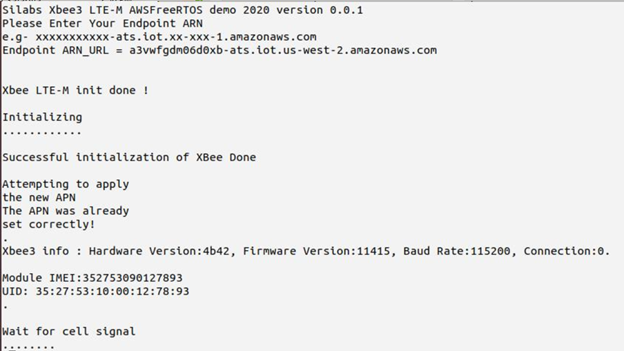 Silabs Xbee3 LTE-M AWSFreeRTOS demo 2020 version 0.0.1
Please Enter Your Endpoint ARN
e.g- xxxxxxxxxxx-ats.iot.xx-xxx-1.amazonaws.com
Endpoint ARN_URL = a3vwfgdm06d0xb-ats.iot.us-west-2.amazonaws.com
Xbee LTE-M init done !
Initializing
............
Successful initialization of XBee Done
Attempting to apply
the new APN
The APN was already
set correctly!
.
Xbee3 info : Hardware Version:4b42, Firmware Version:11415, Baud Rate:115200, Connection:0.
Module IMEI:352753090127893
UID: 35:27:53:10:00:12:78:93
.
Wait for cell signal
........